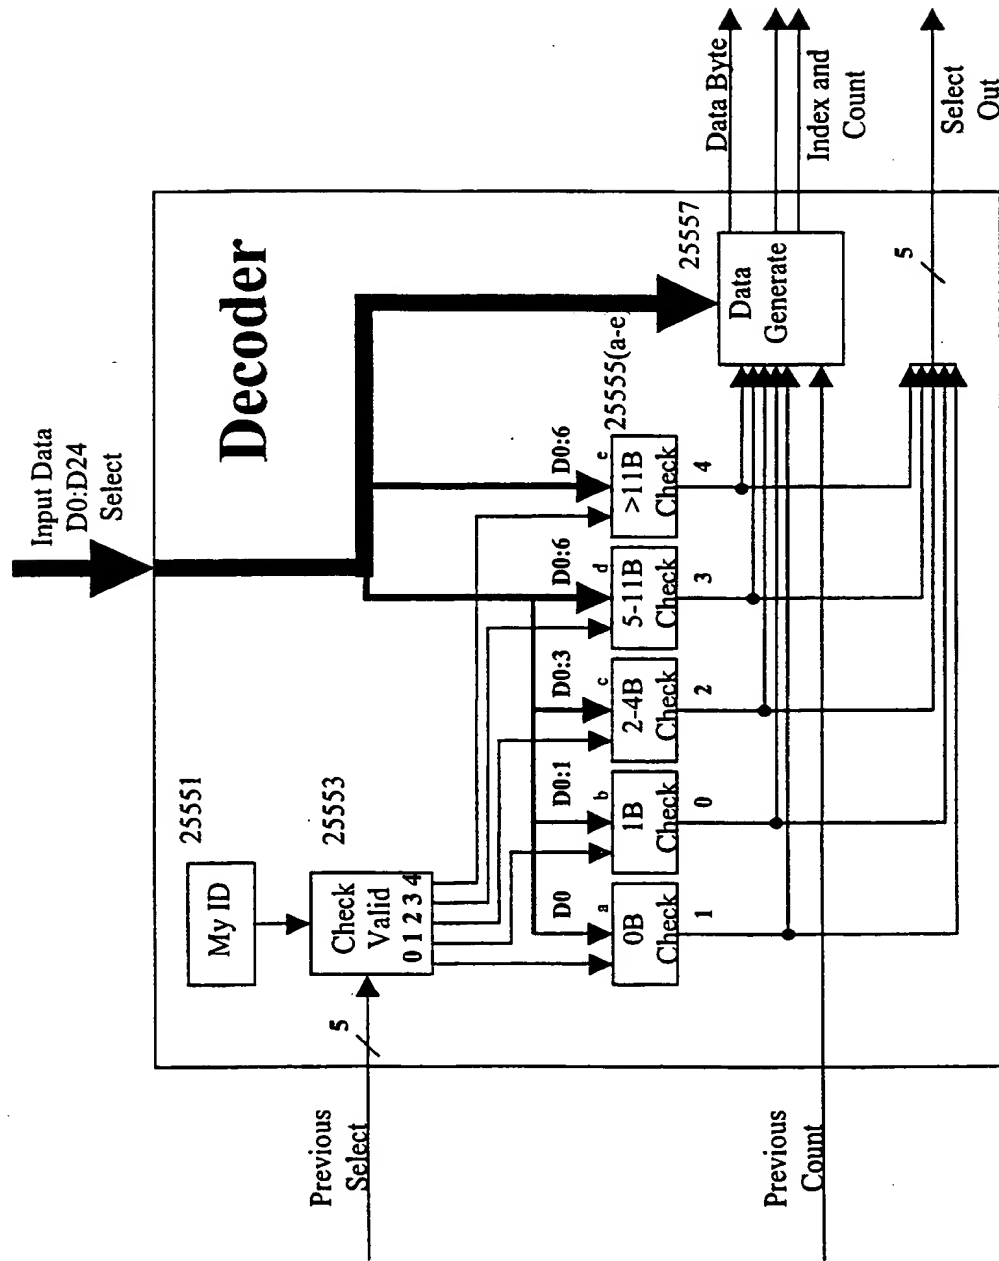 Input Data
D0:D24
Select
Decoder
25551
My ID
25553
Check
Valid
0 1 2 3 4
Previous
Select
5
D0
D0:1
D0:3
D0:6
D0:6
a
b
c
d
e
25555(a-e)
0B
Check
1B
Check
2-4B
Check
5-11B
Check
>11B
Check
1
0
2
3
4
25557
Data
Generate
Previous
Count
Data Byte
Index and
Count
5
Select
Out